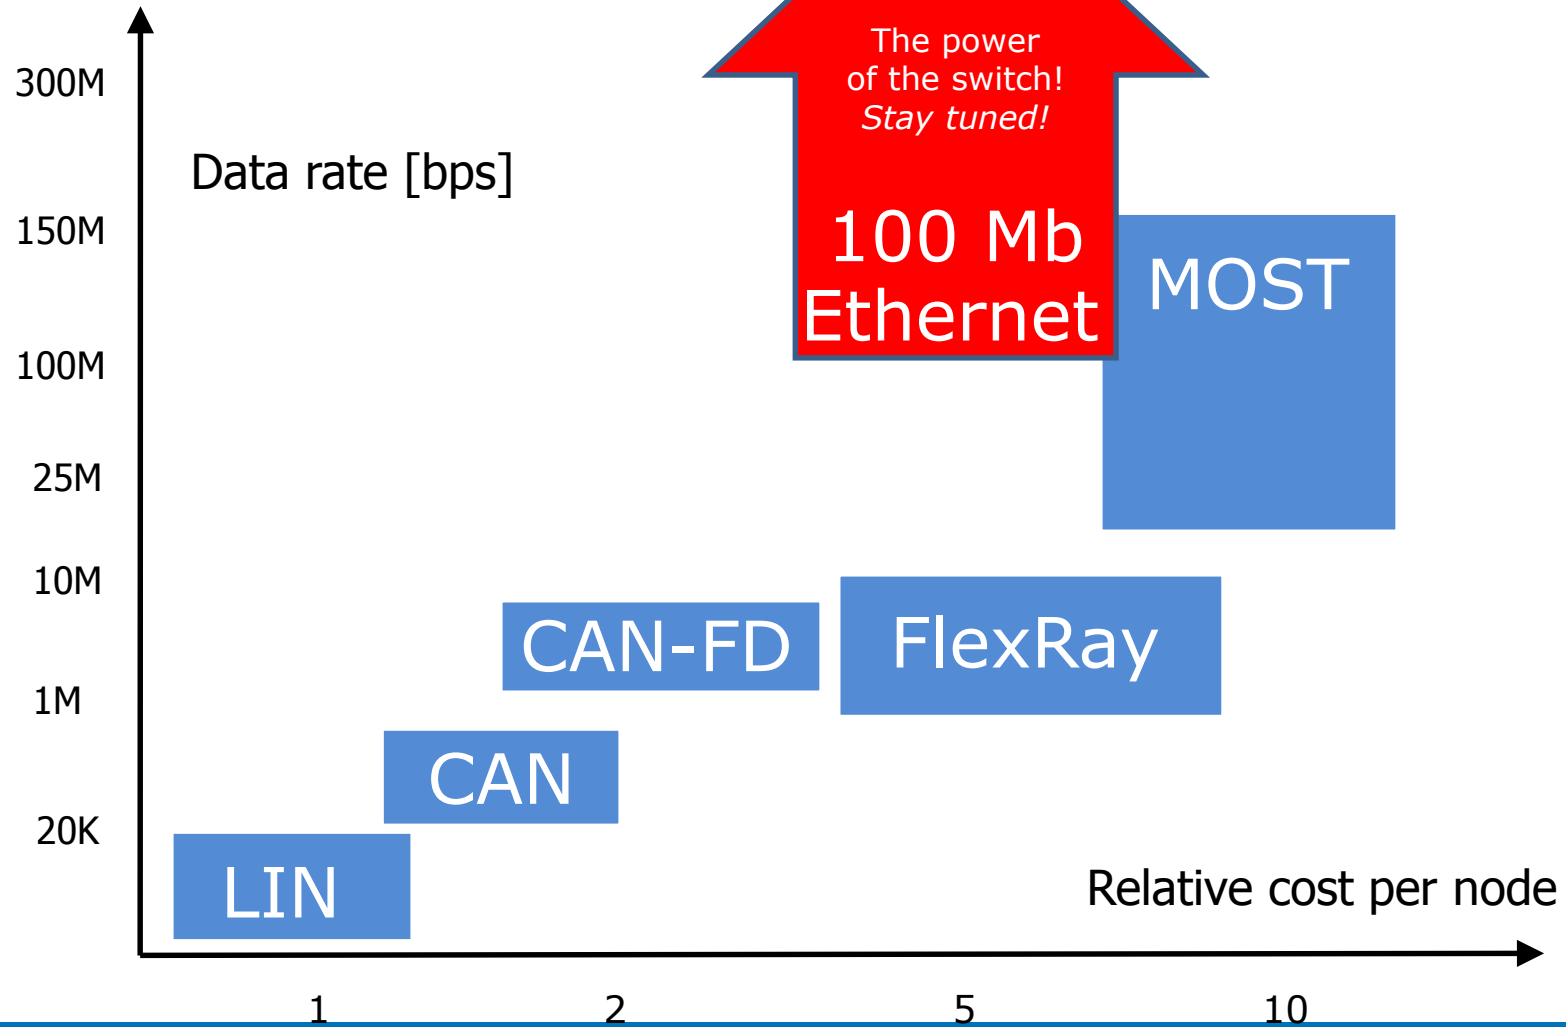 The power
of the switch!
Stay tuned!
300M
Data rate [bps]
150M
100 Mb
Ethernet
MOST
100M
25M
10M
CAN-FD
FlexRay
1M
CAN
20K
LIN
Relative cost per node
1
2
5
10